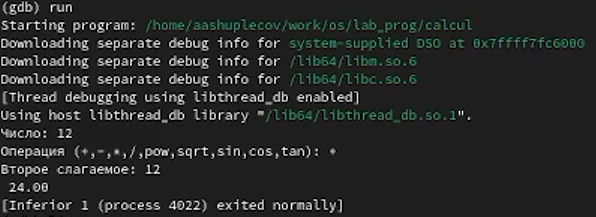 (gdb) run
Starting program: /home/aashuplecov/work/os/lab_prog/calcul
Downloading separate debug info for system-supplied DSO at 0x7ffff7fc6000
Downloading separate debug info for /lib64/libm.so.6
Downloading separate debug info for /lib64/libc.so.6
[Thread debugging using libthread_db enabled]
Using host libthread_db library "/lib64/libthread_db.so.1".
Число: 12
Операция (+,-,*,/,pow,sqrt,sin,cos,tan): +
Второе слагаемое: 12
24.00
[Inferior 1 (process 4022) exited normally]